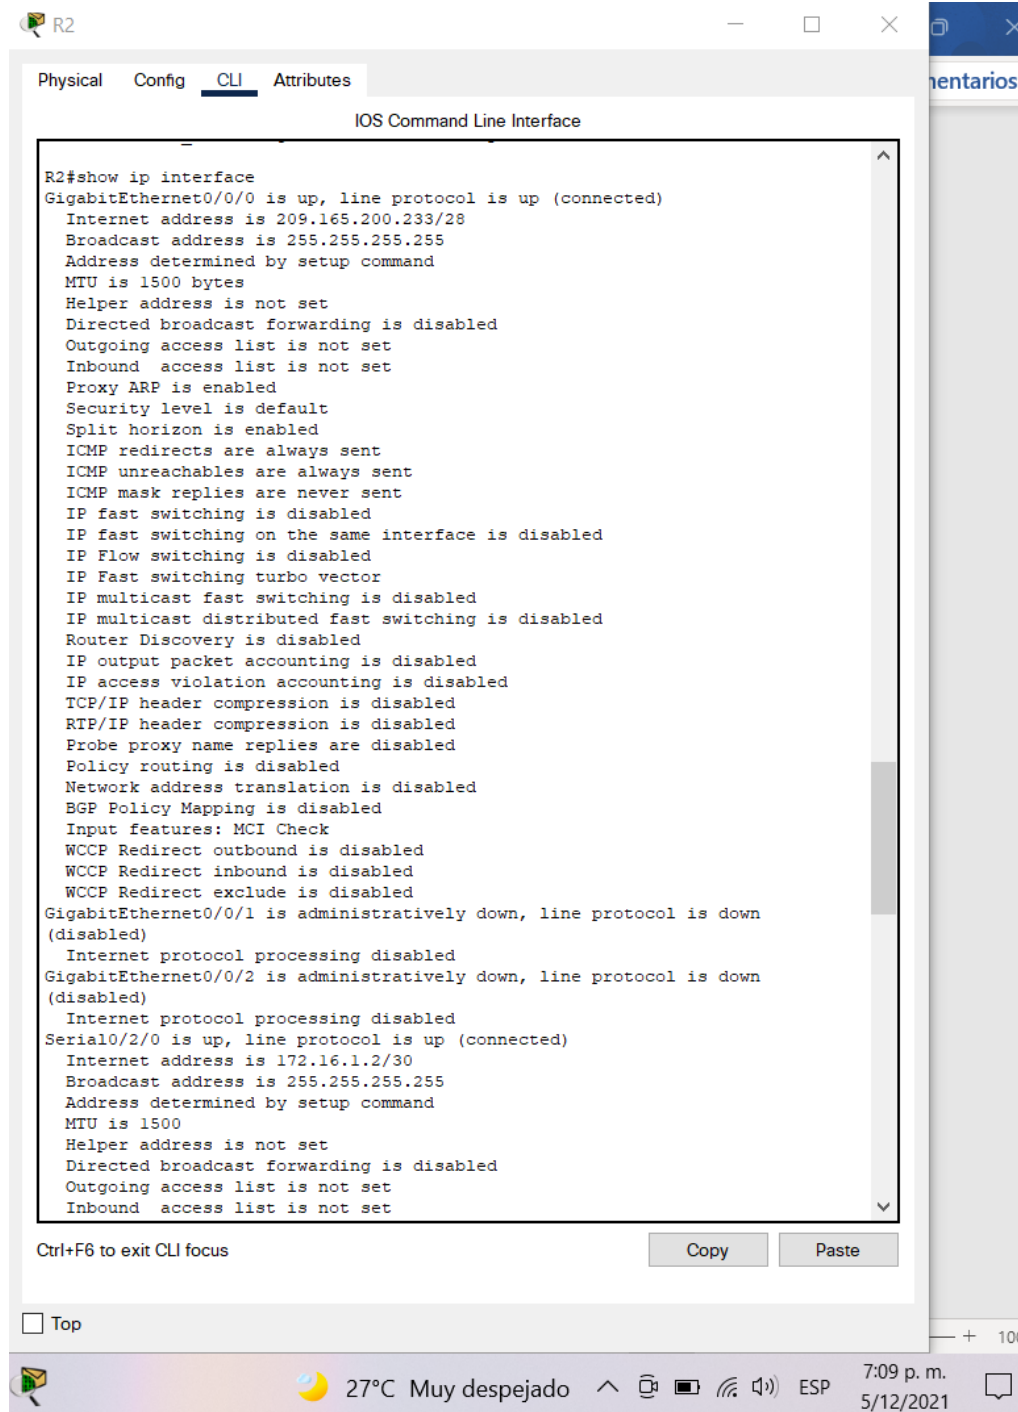 R2
Physical Config CLI Attributes
mentarios
IOS Command Line Interface
R2#show ip interface
GigabitEthernet0/0/0 is up, line protocol is up (connected)
Internet address is 209.165.200.233/28
Broadcast address is 255.255.255.255
Address determined by setup command
MTU is 1500 bytes
Helper address is not set
Directed broadcast forwarding is disabled
Outgoing access list is not set
Inbound  access list is not set
Proxy ARP is enabled
Security level is default
Split horizon is enabled
ICMP redirects are always sent
ICMP unreachables are always sent
ICMP mask replies are never sent
IP fast switching is disabled
IP fast switching on the same interface is disabled
IP Flow switching is disabled
IP Fast switching turbo vector
IP multicast fast switching is disabled
IP multicast distributed fast switching is disabled
Router Discovery is disabled
IP output packet accounting is disabled
IP access violation accounting is disabled
TCP/IP header compression is disabled
RTP/IP header compression is disabled
Probe proxy name replies are disabled
Policy routing is disabled
Network address translation is disabled
BGP Policy Mapping is disabled
Input features: MCI Check
WCCP Redirect outbound is disabled
WCCP Redirect inbound is disabled
WCCP Redirect exclude is disabled
GigabitEthernet0/0/1 is administratively down, line protocol is down
(disabled)
Internet protocol processing disabled
GigabitEthernet0/0/2 is administratively down, line protocol is down
(disabled)
Internet protocol processing disabled
Serial0/2/0 is up, line protocol is up (connected)
Internet address is 172.16.1.2/30
Broadcast address is 255.255.255.255
Address determined by setup command
MTU is 1500
Helper address is not set
Directed broadcast forwarding is disabled
Outgoing access list is not set
Inbound  access list is not set
Ctrl+F6 to exit CLI focus
Copy Paste
Top
27°C Muy despejado ESP
7:09 p. m.
5/12/2021